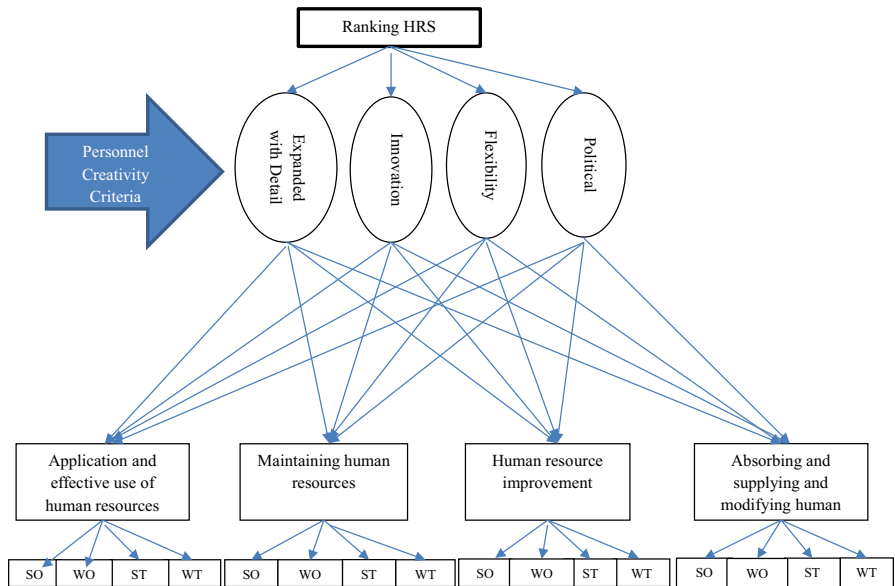 Ranking HRS
Personnel
Creativity
Criteria
Expanded
with Detail
Innovation
Flexibility
Political
Application and
effective use of
human resources
Maintaining human
resources
Human resource
improvement
Absorbing and
supplying and
modifying human
SO WO ST WT SO WO ST WT SO WO ST WT SO WO ST WT